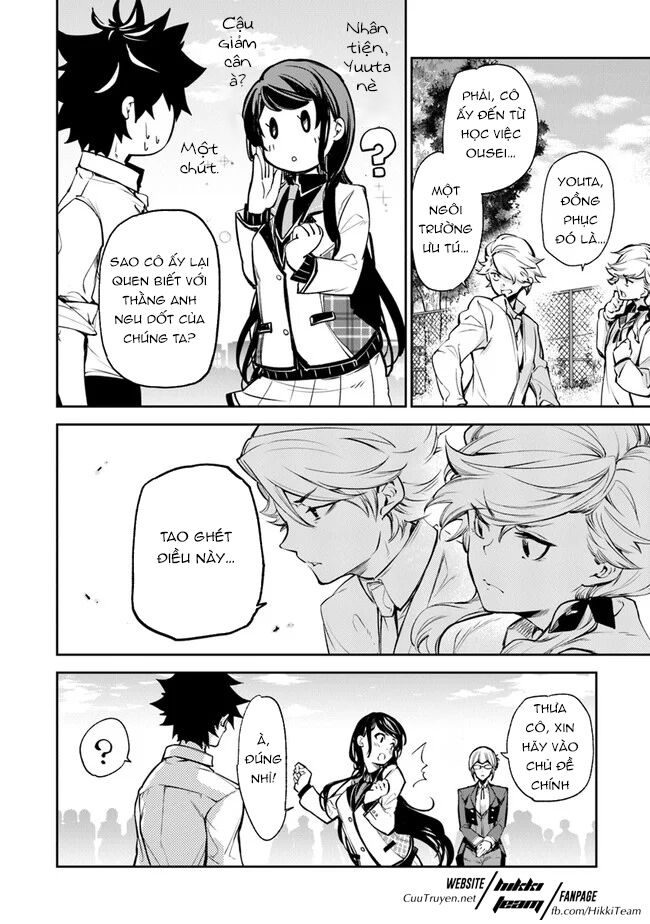 YOUTA,
ĐỒNG
PHỤC
ĐÓ LÀ...
PHẢI, CÔ
ẤY ĐẾN TỪ
HỌC VIỆC
OUSEI...
MỘT
NGÔI
TRƯỜNG
ƯU TÚ,
Nhân
tiện,
Yuuta
nè
Cậu
Giảm
cân
à?
Một
chút.
?
SAO CÔ ẤY LẠI
QUEN BIẾT VỚI
THẰNG ANH
NGU DỐT CỦA
CHÚNG TA?
TAO GHÉT
ĐIỀU NÀY...
THƯA
CÔ, XIN
HÃY VÀO
CHỦ ĐỀ
CHÍNH
À,
ĐÚNG
NHỈ!
?
WEBSITE
CuuTruyen.net
HIKKI
TEAM
FANPAGE
fb.com/HikkiTeam